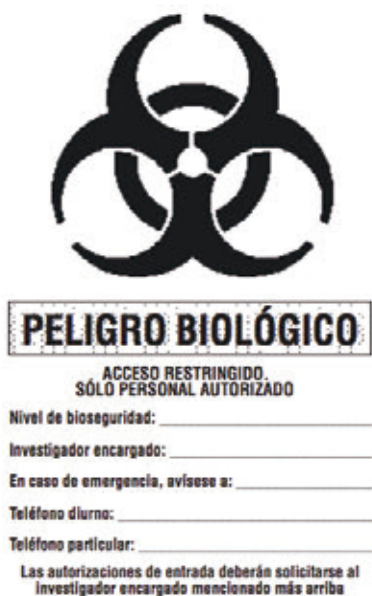 PELIGRO BIOLÓGICO
ACCESO RESTRINGIDO.
SÓLO PERSONAL AUTORIZADO
Nivel de bioseguridad:
Investigador encargado:
En caso de emergencia, avísese a:
Teléfono diurno:
Teléfono particular:
Las autorizaciones de entrada deberán solicitarse al
investigador encargado mencionado más arriba